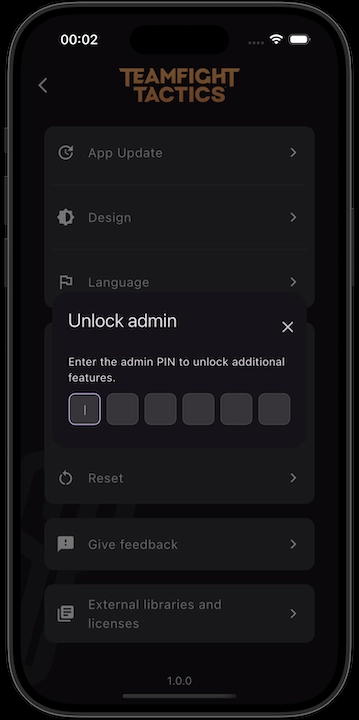 00:02
TEAMFIGHT
TACTICS
App Update
Design
Language
Unlock admin
Enter the admin PIN to unlock additional
features.
Reset
Give feedback
External libraries and
licenses
1.0.0